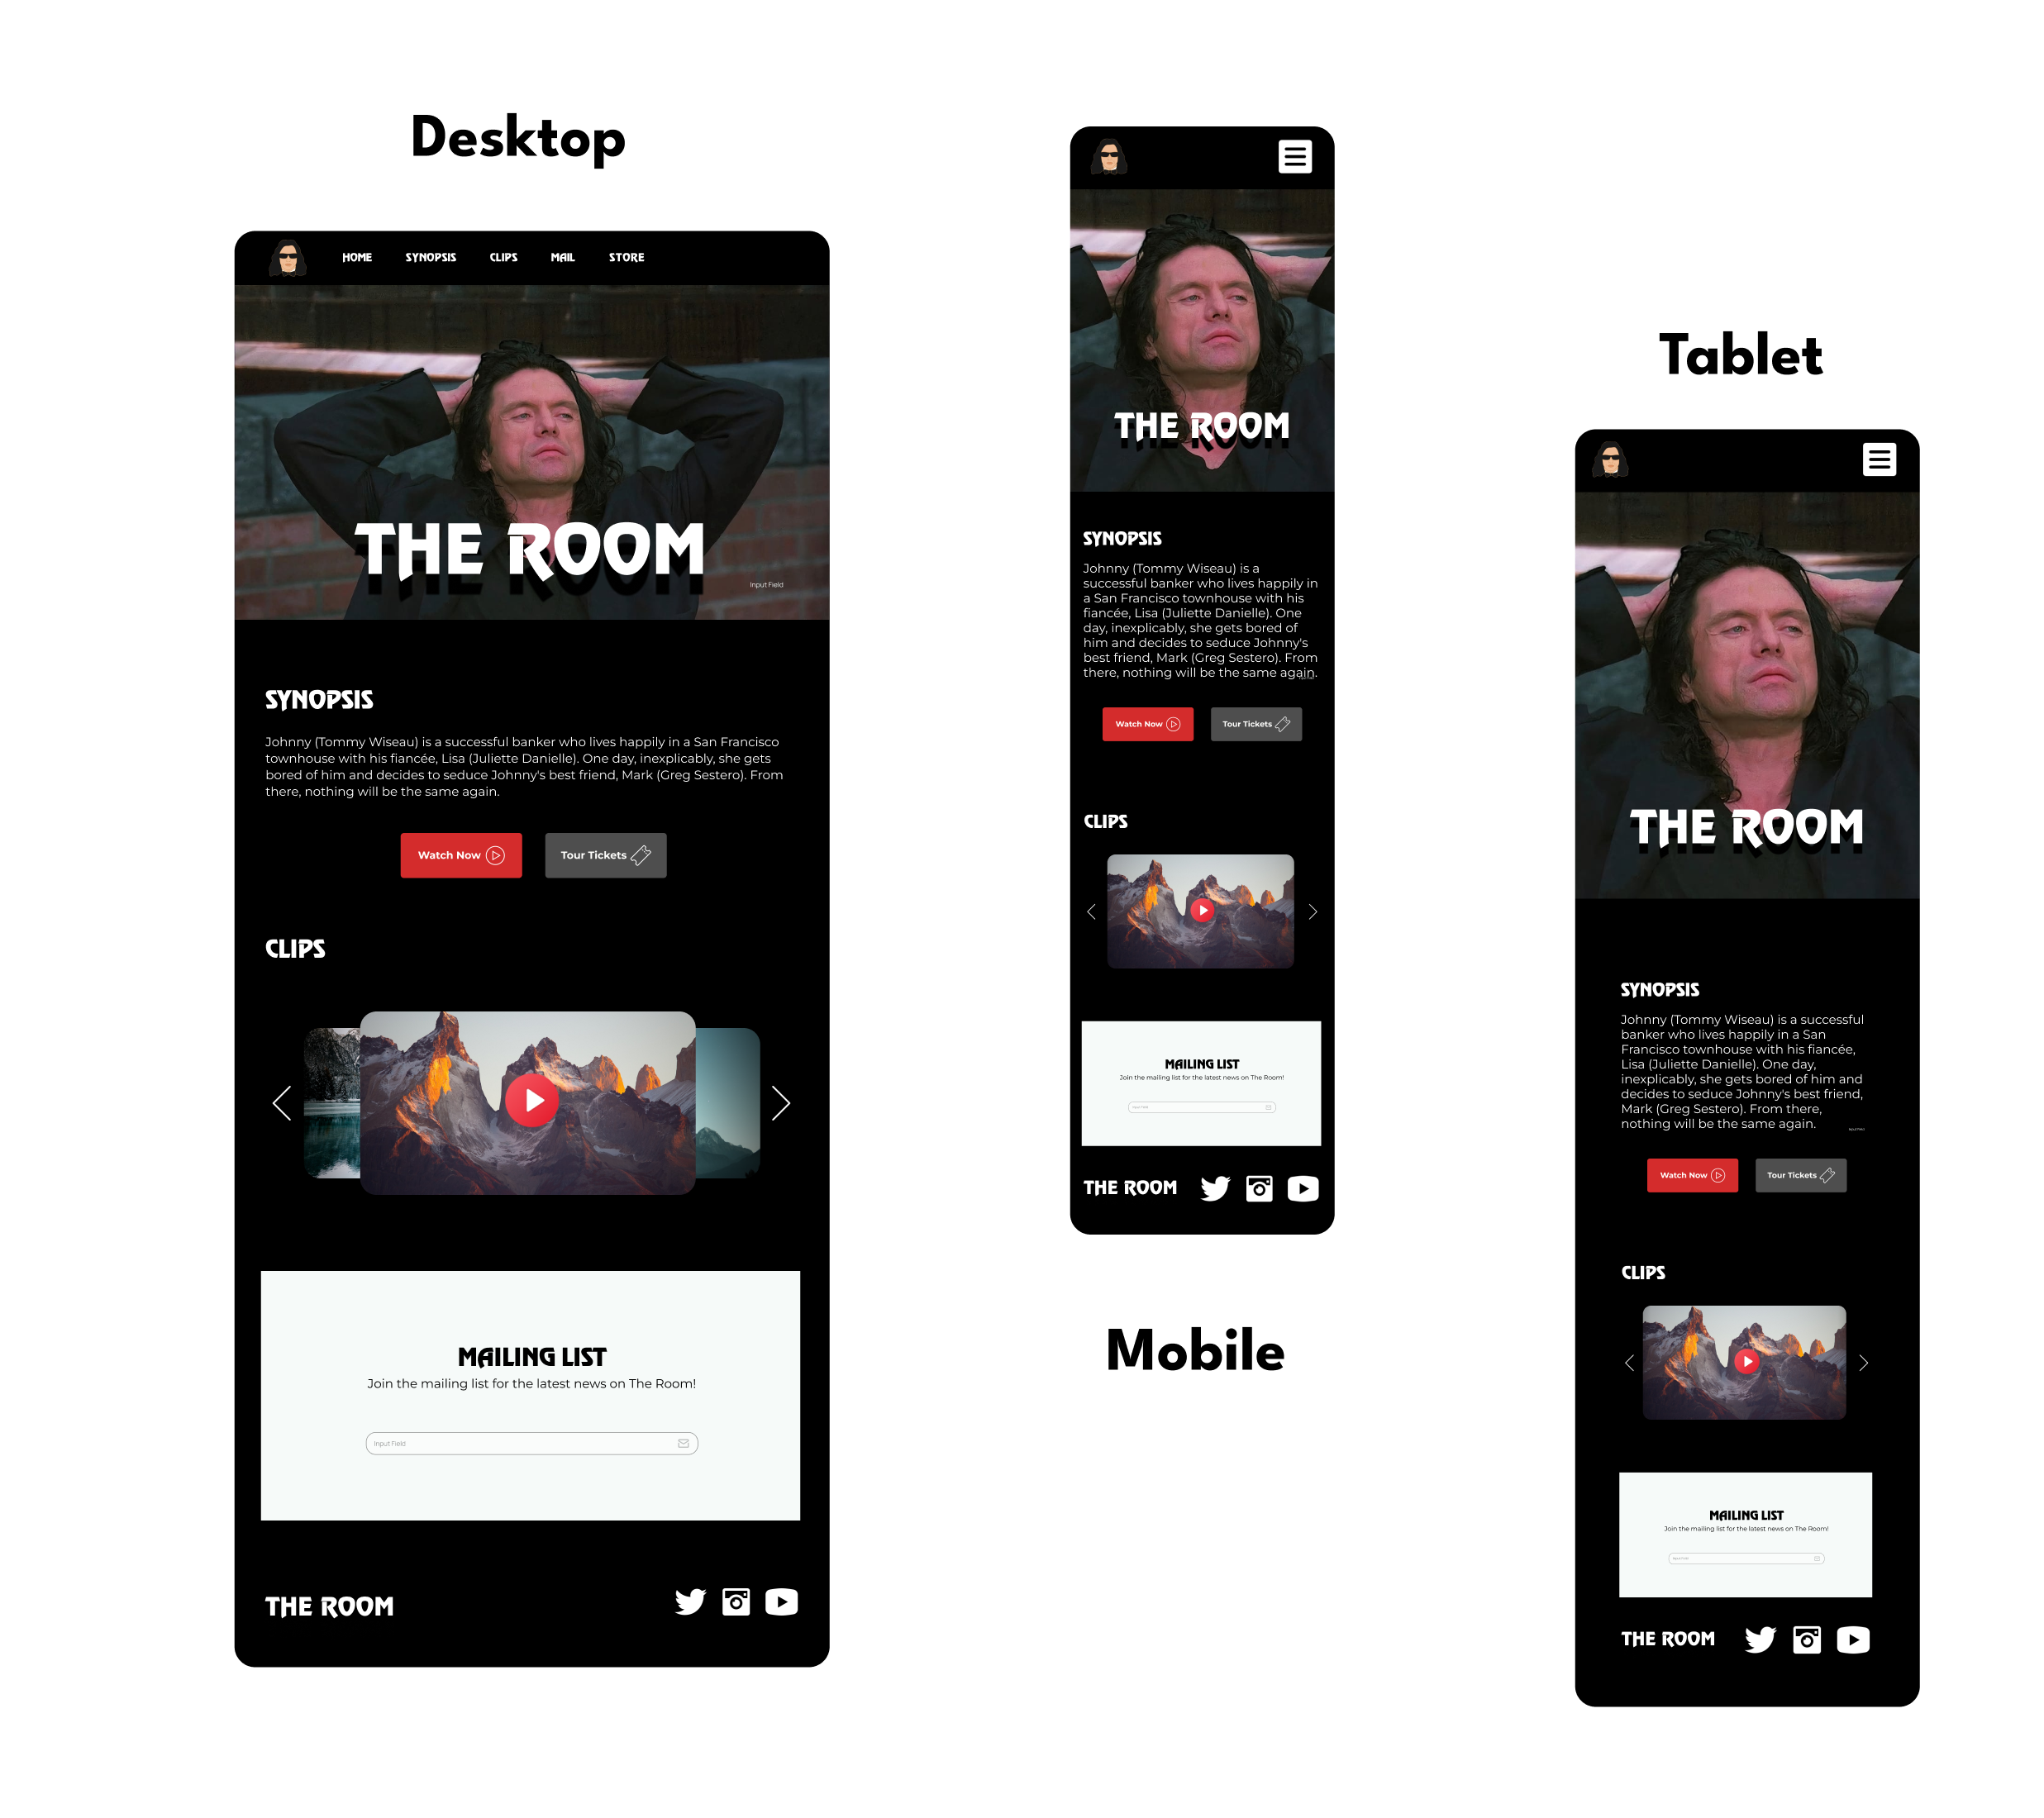 Desktop
HOME SYNOPSIS CLIPS MAIL STORE
THE ROOM
Input Field
SYNOPSIS
Johnny (Tommy Wiseau) is a successful banker who lives happily in a San Francisco
townhouse with his fiancée, Lisa (Juliette Danielle). One day, inexplicably, she gets
bored of him and decides to seduce Johnny's best friend, Mark (Greg Sestero). From
there, nothing will be the same again.
Watch Now Tour Tickets
CLIPS
MAILING LIST
Join the mailing list for the latest news on The Room!
Input Field
THE ROOM
THE ROOM
SYNOPSIS
Johnny (Tommy Wiseau) is a
successful banker who lives happily in
a San Francisco townhouse with his
fiancée, Lisa (Juliette Danielle). One
day, inexplicably, she gets bored of
him and decides to seduce Johnny's
best friend, Mark (Greg Sestero). From
there, nothing will be the same again.
Watch Now Tour Tickets
CLIPS
MAILING LIST
Join the mailing list for the latest news on The Room!
THE ROOM
Mobile
Tablet
THE ROOM
SYNOPSIS
Johnny (Tommy Wiseau) is a successful
banker who lives happily in a San
Francisco townhouse with his fiancée,
Lisa (Juliette Danielle). One day,
inexplicably, she gets bored of him and
decides to seduce Johnny's best friend,
Mark (Greg Sestero). From there,
nothing will be the same again.
Watch Now Tour Tickets
CLIPS
MAILING LIST
Join the mailing list for the latest news on The Room!
THE ROOM